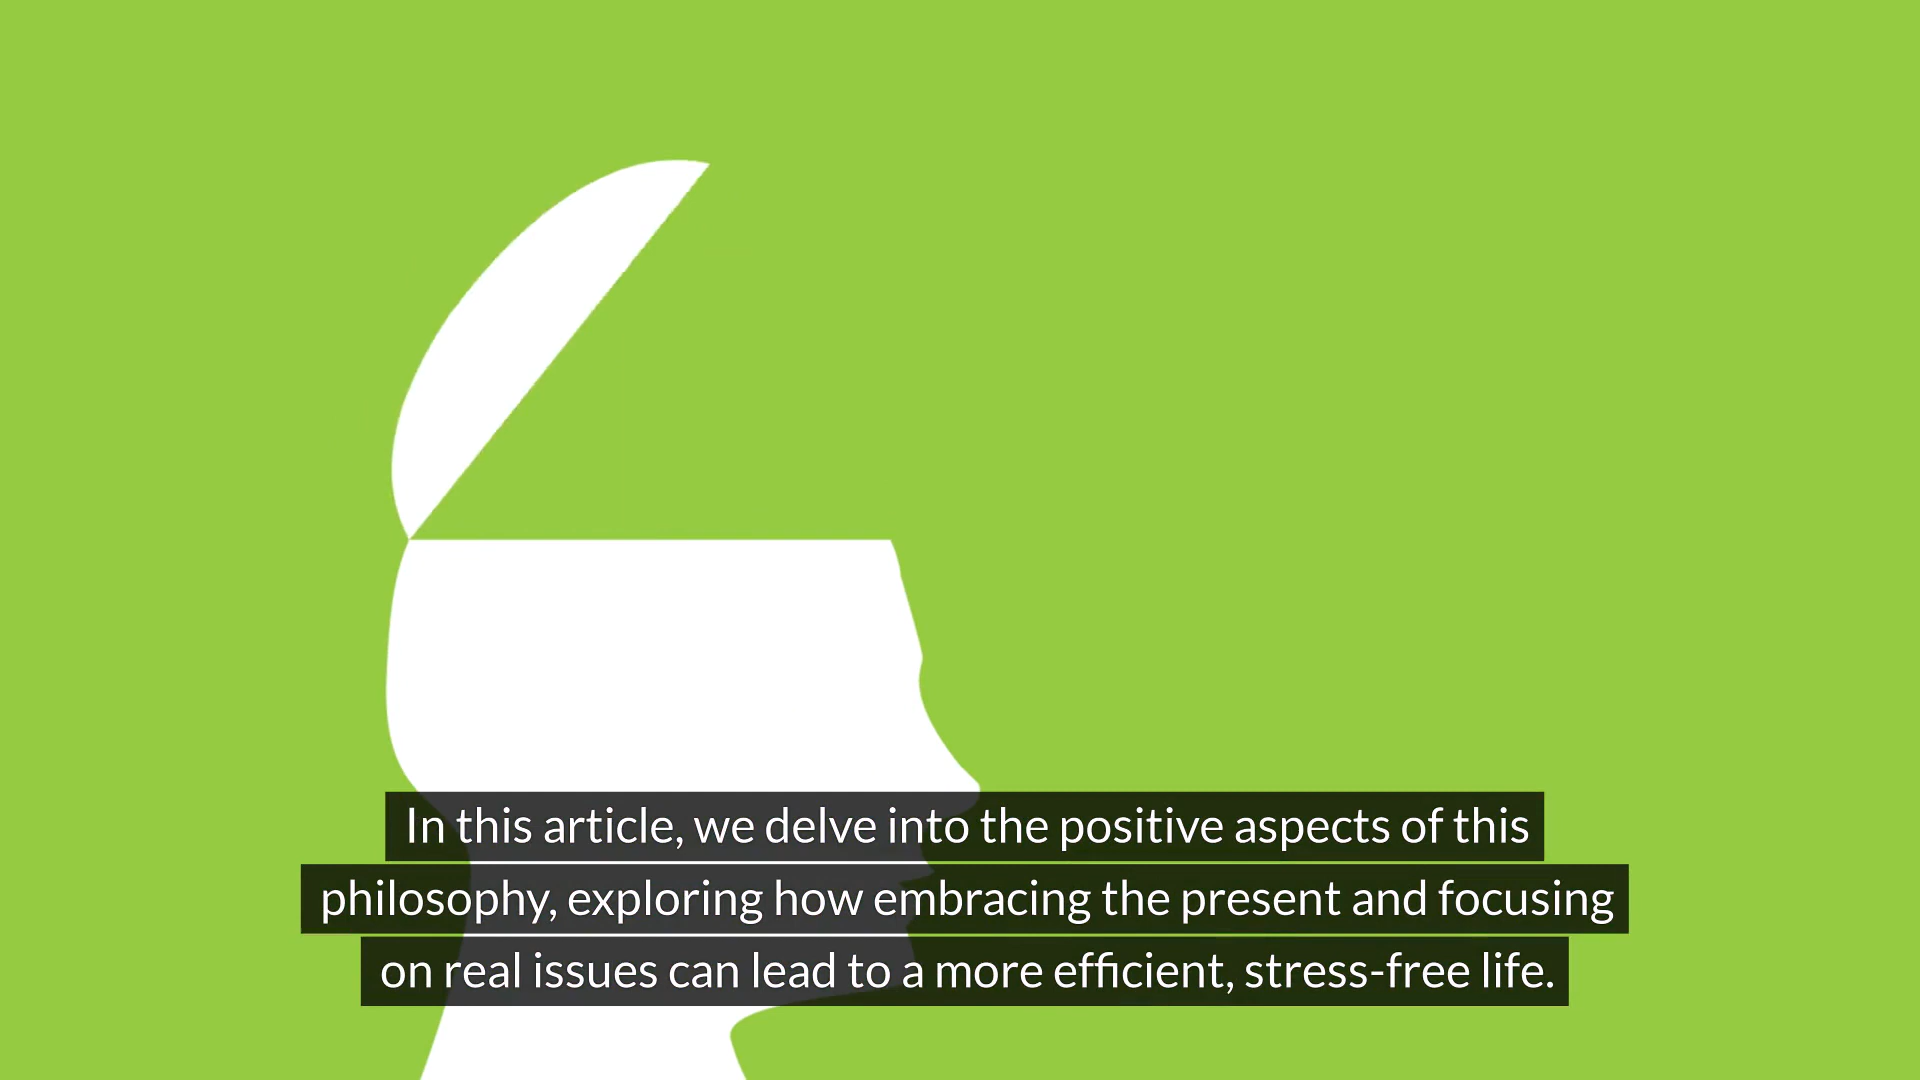 In this article, we delve into the positive aspects of this
philosophy, exploring how embracing the present and focusing
on real issues can lead to a more efficient, stress-free life.